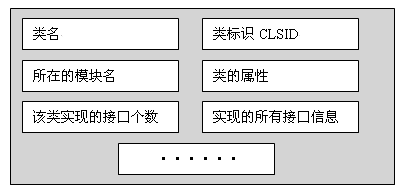 类名
类标识 CLSID
所在的模块名
类的属性
该类实现的接口个数
实现的所有接口信息
······